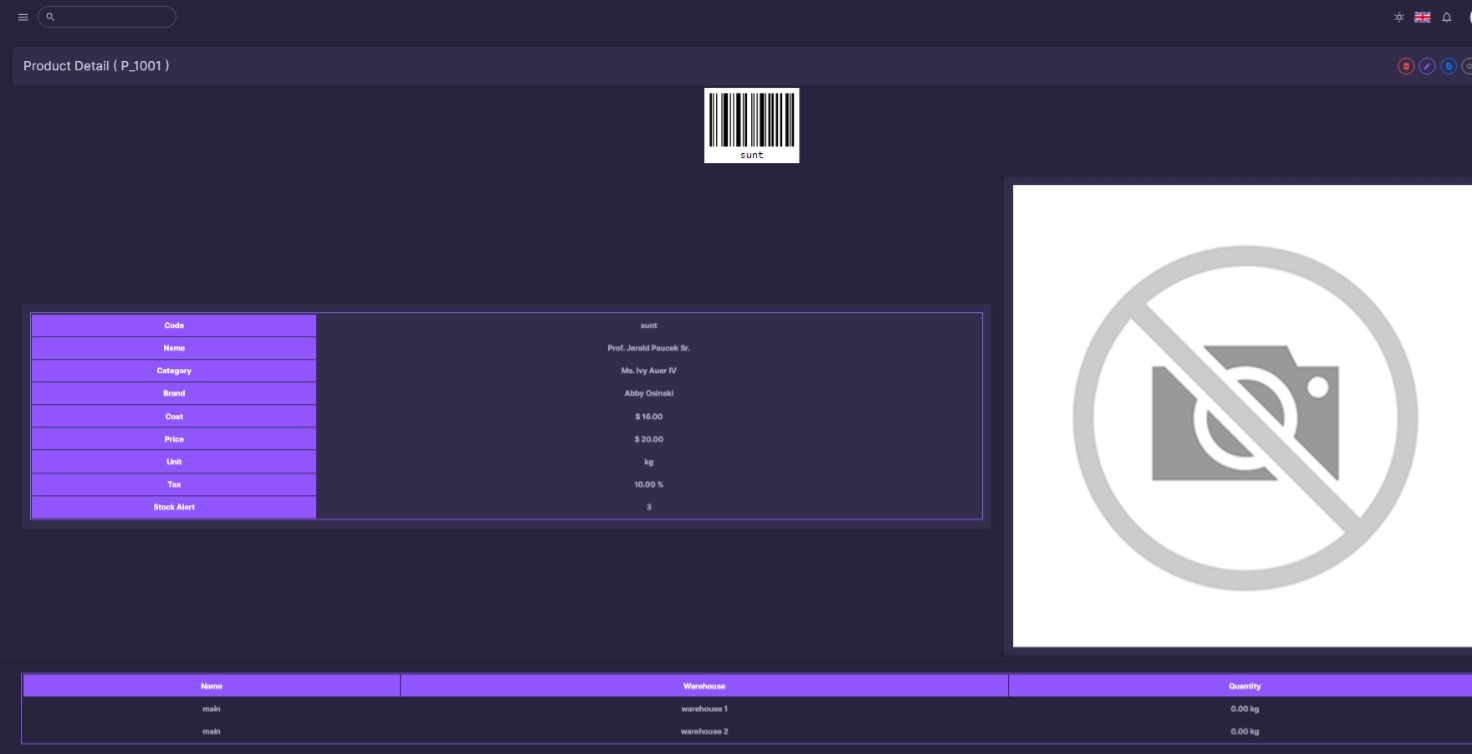 Product Detail ( P_1001 )
sunt
Code sunt
Name Prof. Jerald Paucek Sr.
Category Ms. Ivy Auer IV
Brand Abby Osinski
Cost $ 16.00
Price $ 20.00
Unit kg
Tax 10.00 %
Stock Alert 3
Name Warehouse Quantity
main warehouse 1 0.00 kg
main warehouse 2 0.00 kg